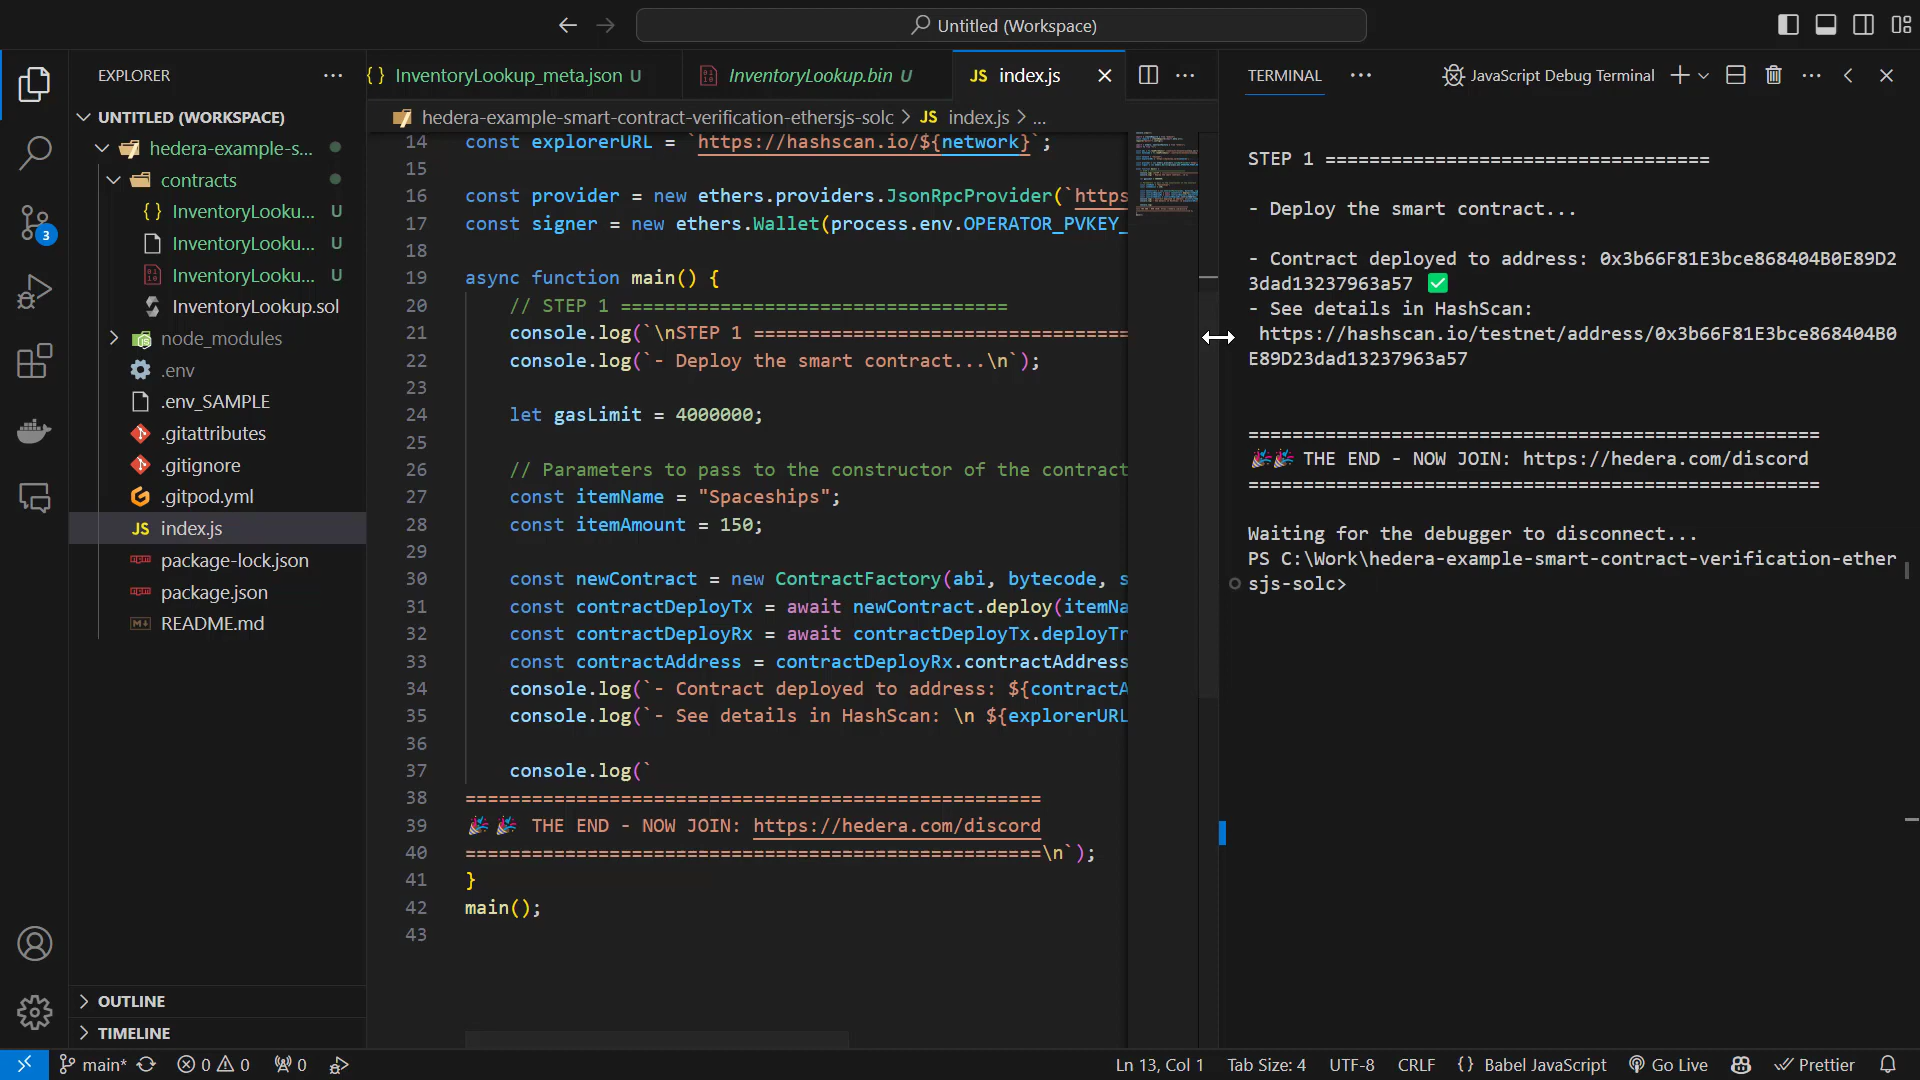 Untitled (Workspace)
EXPLORER
UNTITLED (WORKSPACE)
hedera-example-s...
contracts
InventoryLooku... U
InventoryLooku... U
InventoryLooku... U
InventoryLookup.sol
node_modules
.env
.env_SAMPLE
.gitattributes
.gitignore
.gitpod.yml
JS index.js
package-lock.json
package.json
README.md
OUTLINE
TIMELINE
{ } InventoryLookup_meta.json U
InventoryLookup.bin U
JS index.js
hedera-example-smart-contract-verification-ethersjs-solc > JS index.js > ...
14 const explorerURL = `https://hashscan.io/${network}`;
15
16 const provider = new ethers.providers.JsonRpcProvider(`https
17 const signer = new ethers.Wallet(process.env.OPERATOR_PVKEY_
18
19 async function main() {
20 // STEP 1 ===================================
21 console.log(`\nSTEP 1 ==================================
22 console.log(`- Deploy the smart contract...\n`);
23
24 let gasLimit = 4000000;
25
26 // Parameters to pass to the constructor of the contract
27 const itemName = "Spaceships";
28 const itemAmount = 150;
29
30 const newContract = new ContractFactory(abi, bytecode, s
31 const contractDeployTx = await newContract.deploy(itemNa
32 const contractDeployRx = await contractDeployTx.deployTr
33 const contractAddress = contractDeployRx.contractAddress
34 console.log(`- Contract deployed to address: ${contractA
35 console.log(`- See details in HashScan: \n ${explorerURL
36
37 console.log(`
38 ====================================================
39 🎉🎉 THE END - NOW JOIN: https://hedera.com/discord
40 ====================================================\n`);
41 }
42 main();
43
TERMINAL
JavaScript Debug Terminal
STEP 1 ===================================
- Deploy the smart contract...
- Contract deployed to address: 0x3b66F81E3bce868404B0E89D2
3dad13237963a57 ✅
- See details in HashScan:
https://hashscan.io/testnet/address/0x3b66F81E3bce868404B0
E89D23dad13237963a57
====================================================
🎉🎉 THE END - NOW JOIN: https://hedera.com/discord
====================================================
Waiting for the debugger to disconnect...
PS C:\Work\hedera-example-smart-contract-verification-ether
sjs-solc>
3
main* 0 0 0
Ln 13, Col 1 Tab Size: 4 UTF-8 CRLF { } Babel JavaScript Go Live Prettier